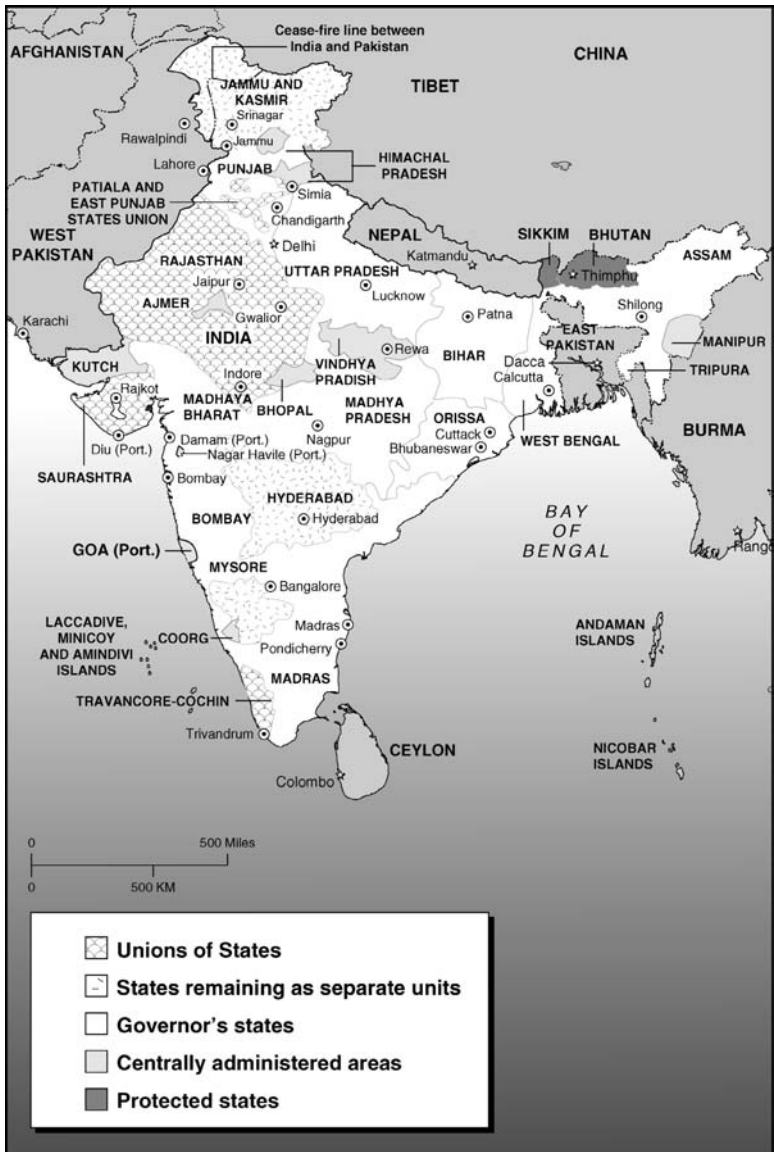 AFGHANISTAN
Cease-fire line between
India and Pakistan
CHINA
TIBET
JAMMU AND
KASMIR
Srinagar
Rawalpindi
Jammu
Lahore
PUNJAB
HIMACHAL
PRADESH
PATIALA AND
EAST PUNJAB
STATES UNION
Simia
Chandigarth
WEST
PAKISTAN
Delhi
NEPAL
Katmandu
SIKKIM
BHUTAN
Thimphu
ASSAM
RAJASTHAN
Jaipur
UTTAR PRADESH
Lucknow
AJMER
Gwalior
Karachi
INDIA
Patna
Shilong
EAST
PAKISTAN
MANIPUR
KUTCH
VINDHYA
PRADISH
Rewa
BIHAR
Dacca
Calcutta
TRIPURA
Rajkot
Indore
MADHAYA
BHARAT
BHOPAL
MADHYA
PRADESH
ORISSA
Cuttack
Bhubaneswar
WEST BENGAL
BURMA
Diu (Port.)
Damam (Port.)
Nagar Havile (Port.)
Nagpur
SAURASHTRA
Bombay
HYDERABAD
Hyderabad
BOMBAY
BAY
OF
BENGAL
Rango
GOA (Port.)
MYSORE
Bangalore
LACCADIVE,
MINICOY
AND AMINDIVI
ISLANDS
COORG
Madras
Pondicherry
ANDAMAN
ISLANDS
MADRAS
TRAVANCORE-COCHIN
Trivandrum
CEYLON
Colombo
NICOBAR
ISLANDS
0 500 Miles
0 500 KM
Unions of States
States remaining as separate units
Governor's states
Centrally administered areas
Protected states